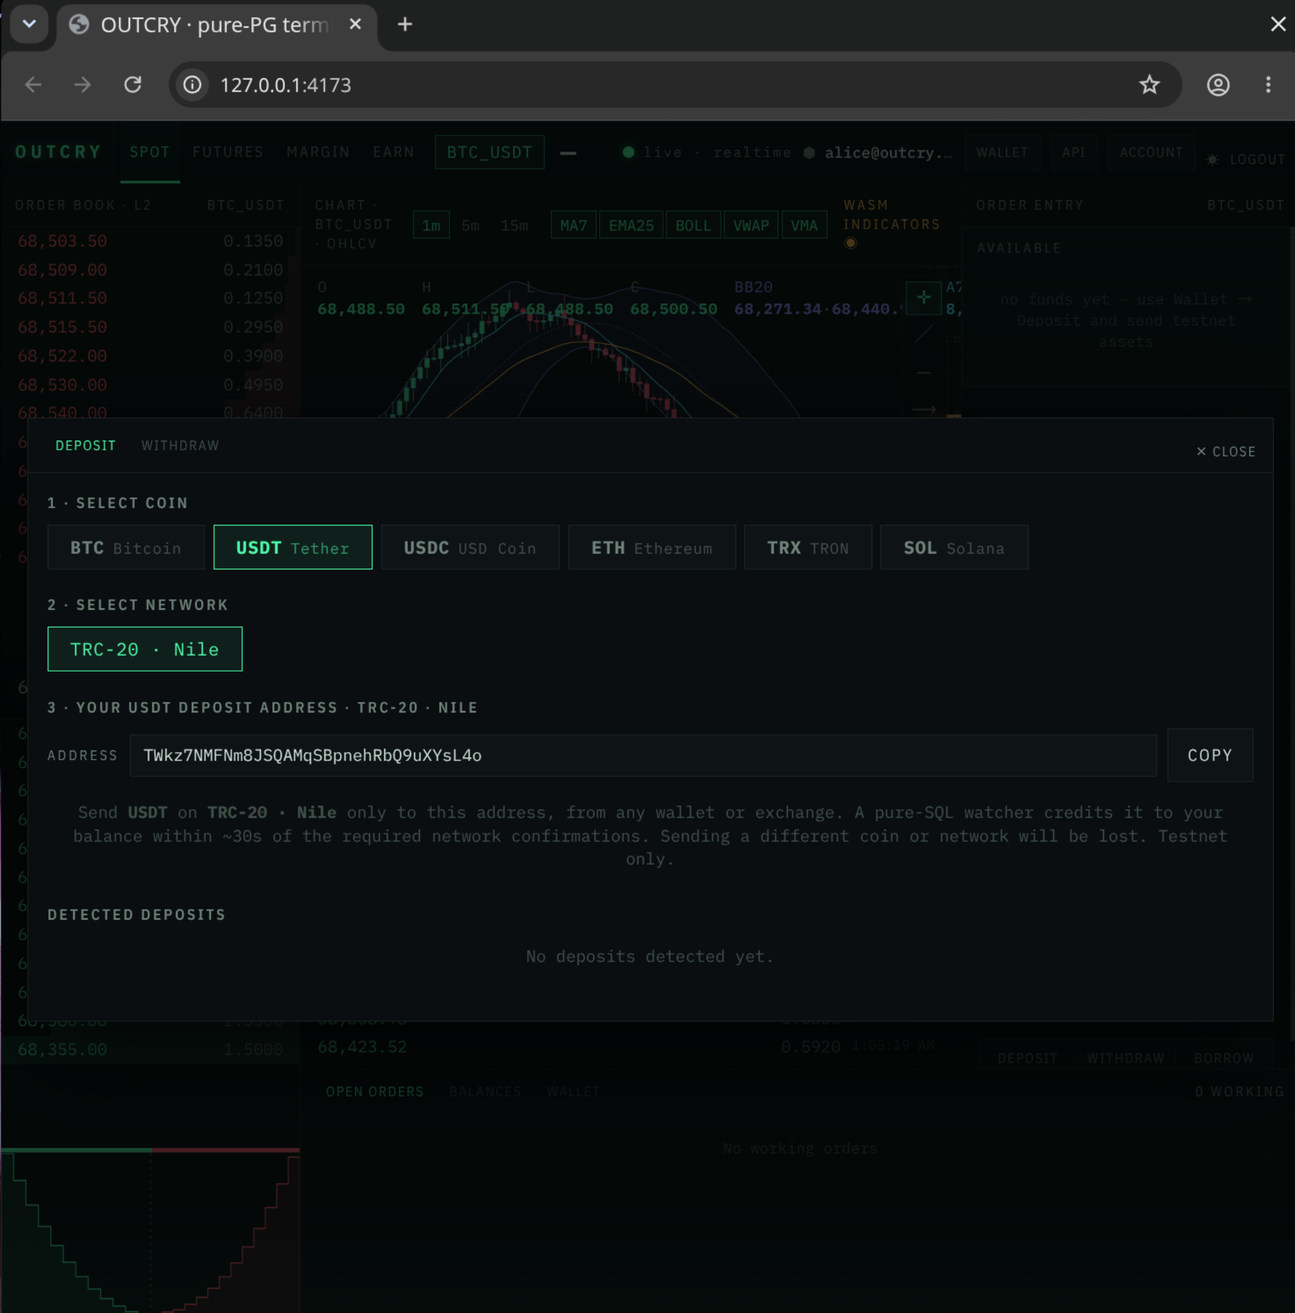 OUTCRY · pure-PG term
127.0.0.1:4173
OUTCRY SPOT FUTURES MARGIN EARN BTC_USDT — live · realtime alice@outcry.… WALLET API ACCOUNT LOGOUT
ORDER BOOK · L2 BTC_USDT
68,503.50 0.1350
68,509.00 0.2100
68,511.50 0.1250
68,515.50 0.2950
68,522.00 0.3900
68,530.00 0.4950
68,540.00 0.6400
CHART ·
BTC_USDT
· OHLCV
1m 5m 15m MA7 EMA25 BOLL VWAP VMA
WASM
INDICATORS
O H L C BB20
68,488.50 68,511.50 68,488.50 68,500.50 68,271.34·68,440.
ORDER ENTRY BTC_USDT
AVAILABLE
no funds yet — use Wallet →
Deposit and send testnet
assets
DEPOSIT WITHDRAW × CLOSE
1 · SELECT COIN
BTC Bitcoin USDT Tether USDC USD Coin ETH Ethereum TRX TRON SOL Solana
2 · SELECT NETWORK
TRC-20 · Nile
3 · YOUR USDT DEPOSIT ADDRESS · TRC-20 · NILE
ADDRESS TWkz7NMFNm8JSQAMqSBpnehRbQ9uXYsL4o COPY
Send USDT on TRC-20 · Nile only to this address, from any wallet or exchange. A pure-SQL watcher credits it to your
balance within ~30s of the required network confirmations. Sending a different coin or network will be lost. Testnet
only.
DETECTED DEPOSITS
No deposits detected yet.
68,355.00 1.5000
68,423.52 0.5920 1:06:19 AM
DEPOSIT WITHDRAW BORROW
OPEN ORDERS BALANCES WALLET 0 WORKING
No working orders